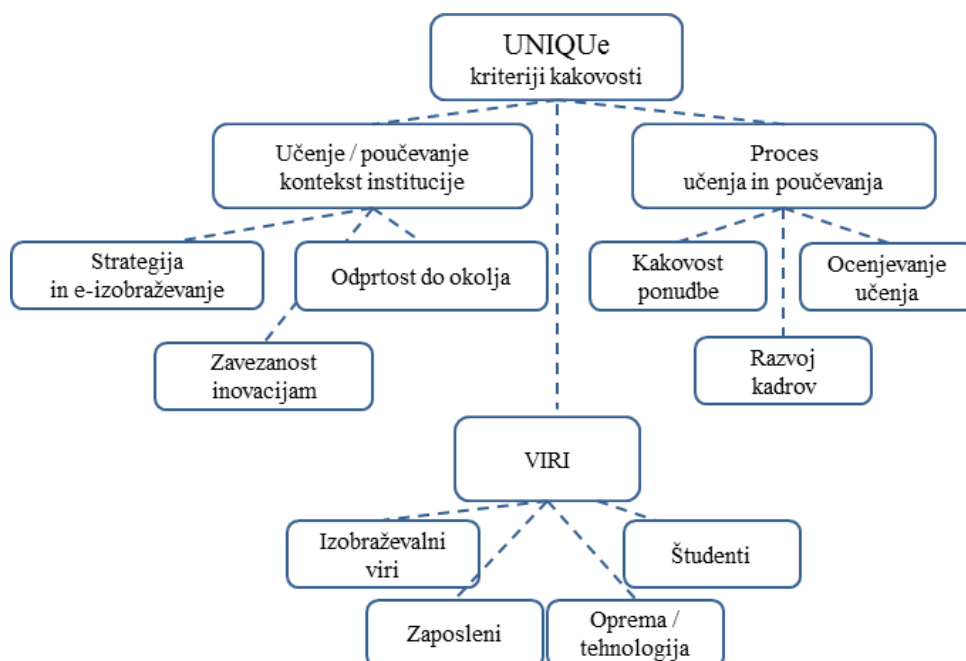 UNIQUe
kriteriji kakovosti
Učenje / poučevanje
kontekst institucije
Proces
učenja in poučevanja
Strategija
in e-izobraževanje
Odprtost do okolja
Kakovost
ponudbe
Ocenjevanje
učenja
Zavezanost
inovacijam
Razvoj
kadrov
VIRI
Izobraževalni
viri
Študenti
Zaposleni
Oprema /
tehnologija